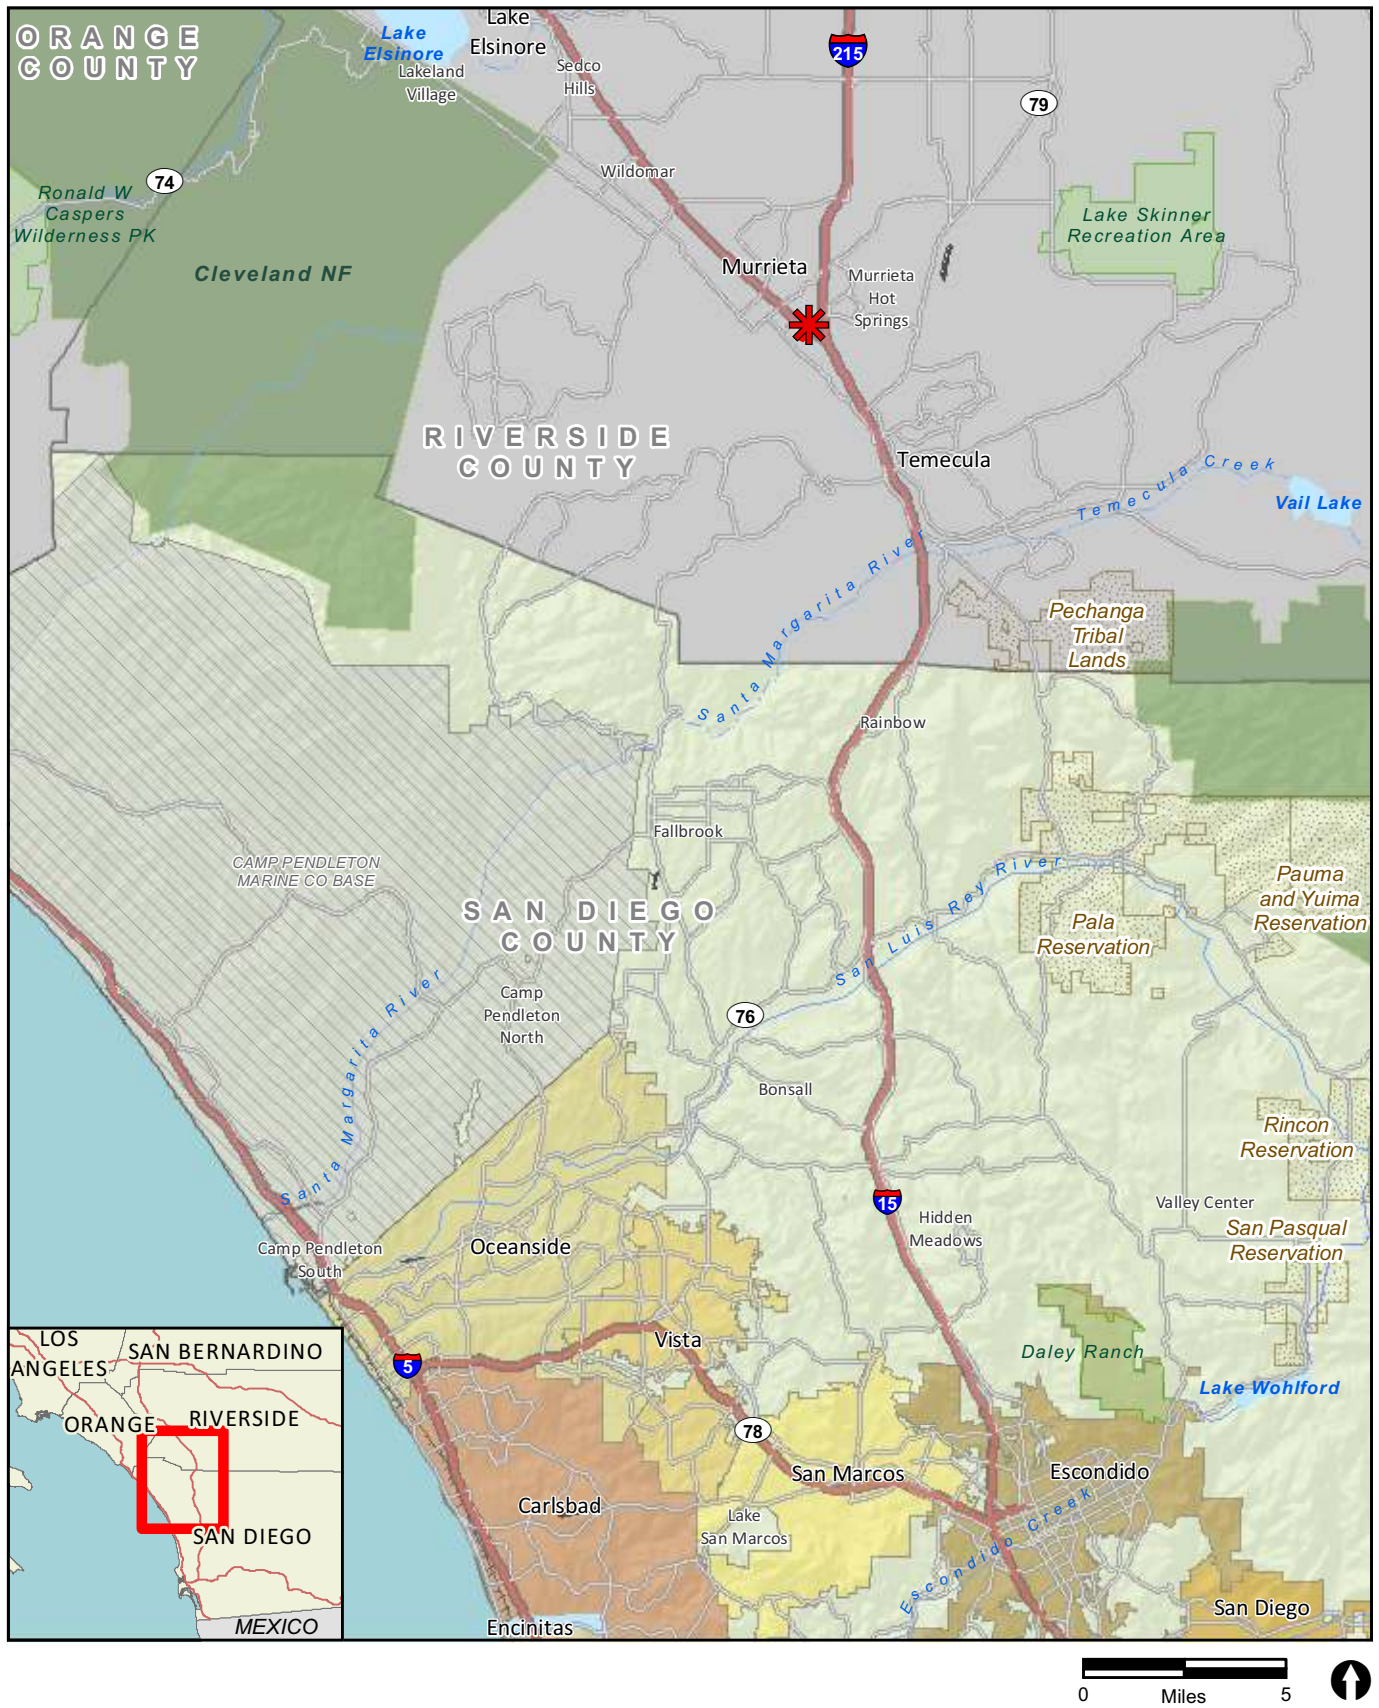 ORANGE
COUNTY
Lake
Elsinore
Lake
Elsinore
Lakeland
Village
Sedco
Hills
215
79
74
Wildomar
Ronald W
Caspers
Wilderness PK
Cleveland NF
Lake Skinner
Recreation Area
Murrieta
Murrieta
Hot
Springs
RIVERSIDE
COUNTY
Temecula
Temecula Creek
Vail Lake
Santa Margarita River
Pechanga
Tribal
Lands
Rainbow
Fallbrook
CAMP PENDLETON
MARINE CO BASE
SAN DIEGO
COUNTY
San Luis Rey River
Pauma
and Yuima
Reservation
Pala
Reservation
Santa Margarita River
Camp
Pendleton
North
76
Bonsall
Rincon
Reservation
15
Hidden
Meadows
Valley Center
San Pasqual
Reservation
Camp Pendleton
South
Oceanside
Vista
5
Daley Ranch
Lake Wohlford
78
San Marcos
Escondido
Carlsbad
Lake
San Marcos
Escondido Creek
San Diego
Encinitas
LOS
ANGELES
SAN BERNARDINO
ORANGE
RIVERSIDE
SAN DIEGO
MEXICO
0 Miles 5